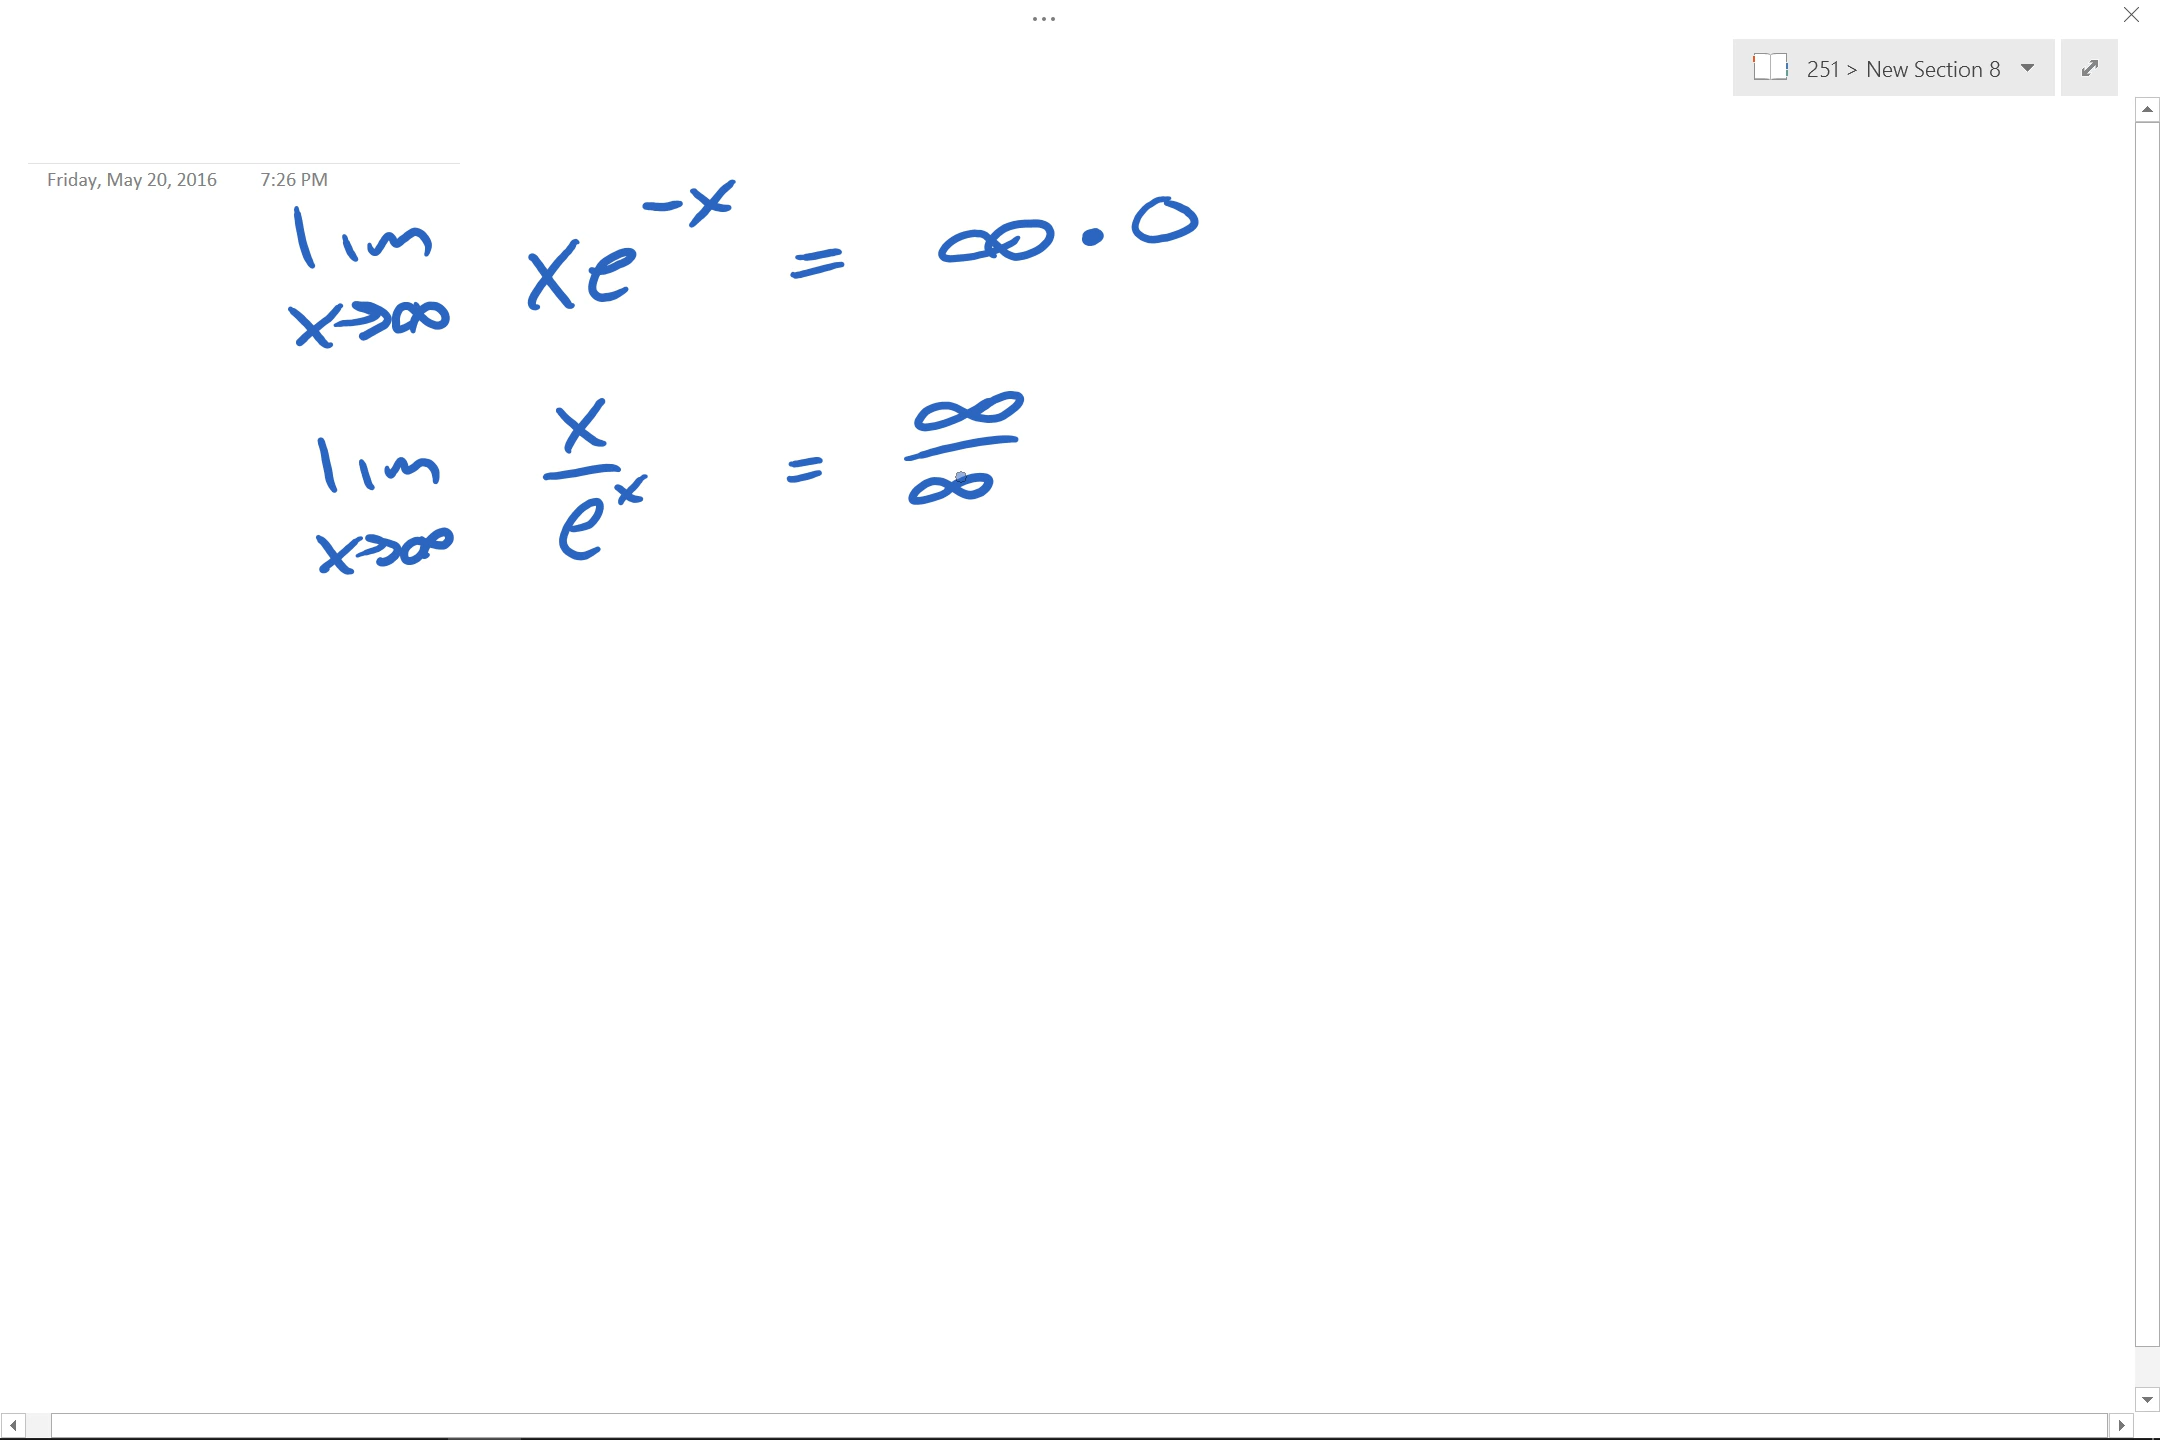 251 > New Section 8
Friday, May 20, 2016 7:26 PM
lim x→∞ xe^{-x} = ∞ · 0
lim x→∞ x/e^x = ∞/∞